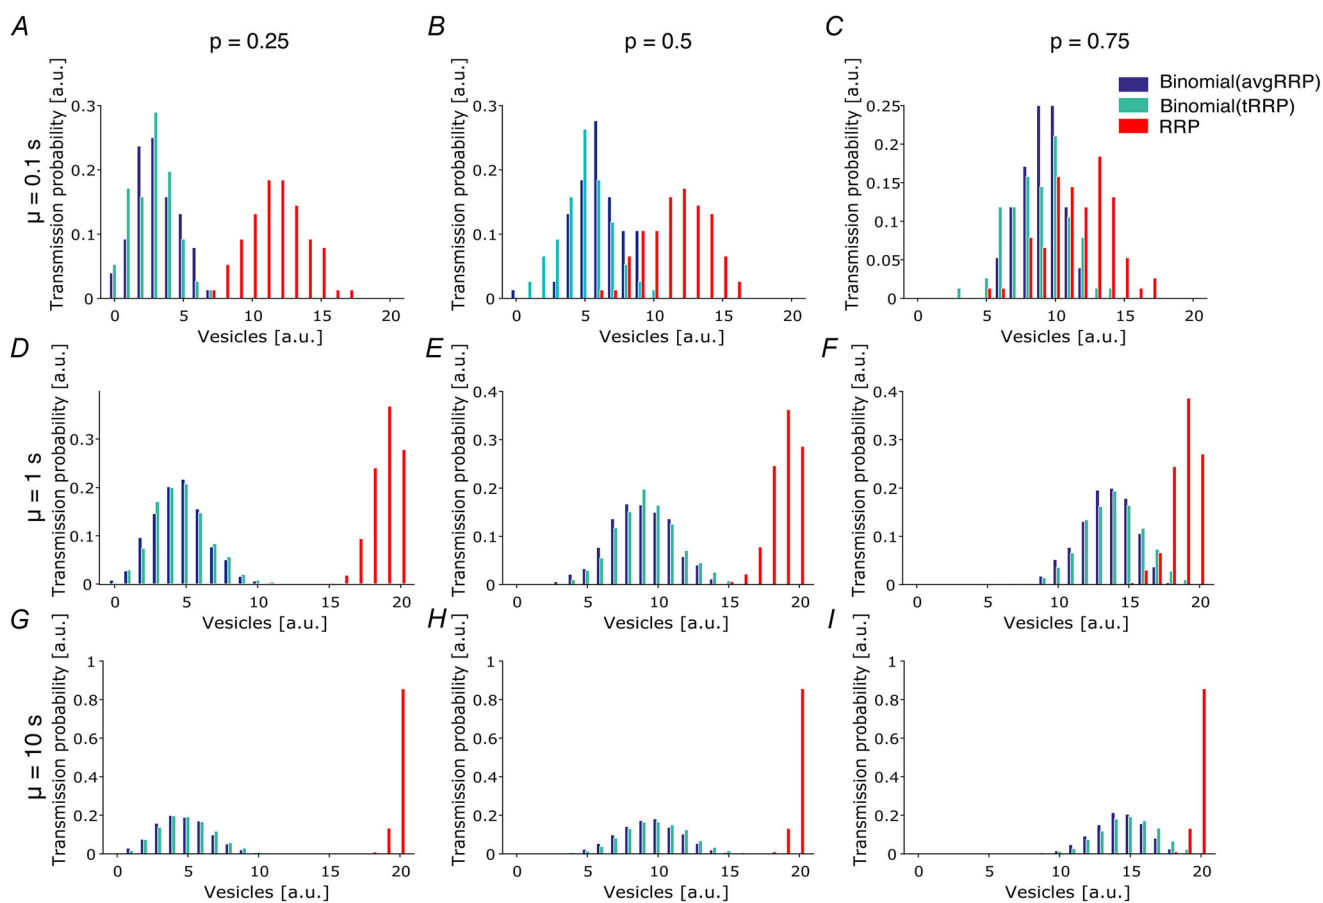 A
p = 0.25
B
p = 0.5
C
p = 0.75
Binomial(avgRRP)
Binomial(tRRP)
RRP
μ = 0.1 s
Transmission probability [a.u.]
0.3
0.2
0.1
0
0 5 10 15 20
Vesicles [a.u.]
Transmission probability [a.u.]
0.3
0.2
0.1
0
0 5 10 15 20
Vesicles [a.u.]
Transmission probability [a.u.]
0.25
0.2
0.15
0.1
0.05
0
0 5 10 15 20
Vesicles [a.u.]
D
μ = 1 s
Transmission probability [a.u.]
0.3
0.2
0.1
0
0 5 10 15 20
Vesicles [a.u.]
E
Transmission probability [a.u.]
0.4
0.3
0.2
0.1
0
0 5 10 15 20
Vesicles [a.u.]
F
Transmission probability [a.u.]
0.4
0.3
0.2
0.1
0
0 5 10 15 20
Vesicles [a.u.]
G
μ = 10 s
Transmission probability [a.u.]
1
0.8
0.6
0.4
0.2
0
0 5 10 15 20
Vesicles [a.u.]
H
Transmission probability [a.u.]
1
0.8
0.6
0.4
0.2
0
0 5 10 15 20
Vesicles [a.u.]
I
Transmission probability [a.u.]
1
0.8
0.6
0.4
0.2
0
0 5 10 15 20
Vesicles [a.u.]